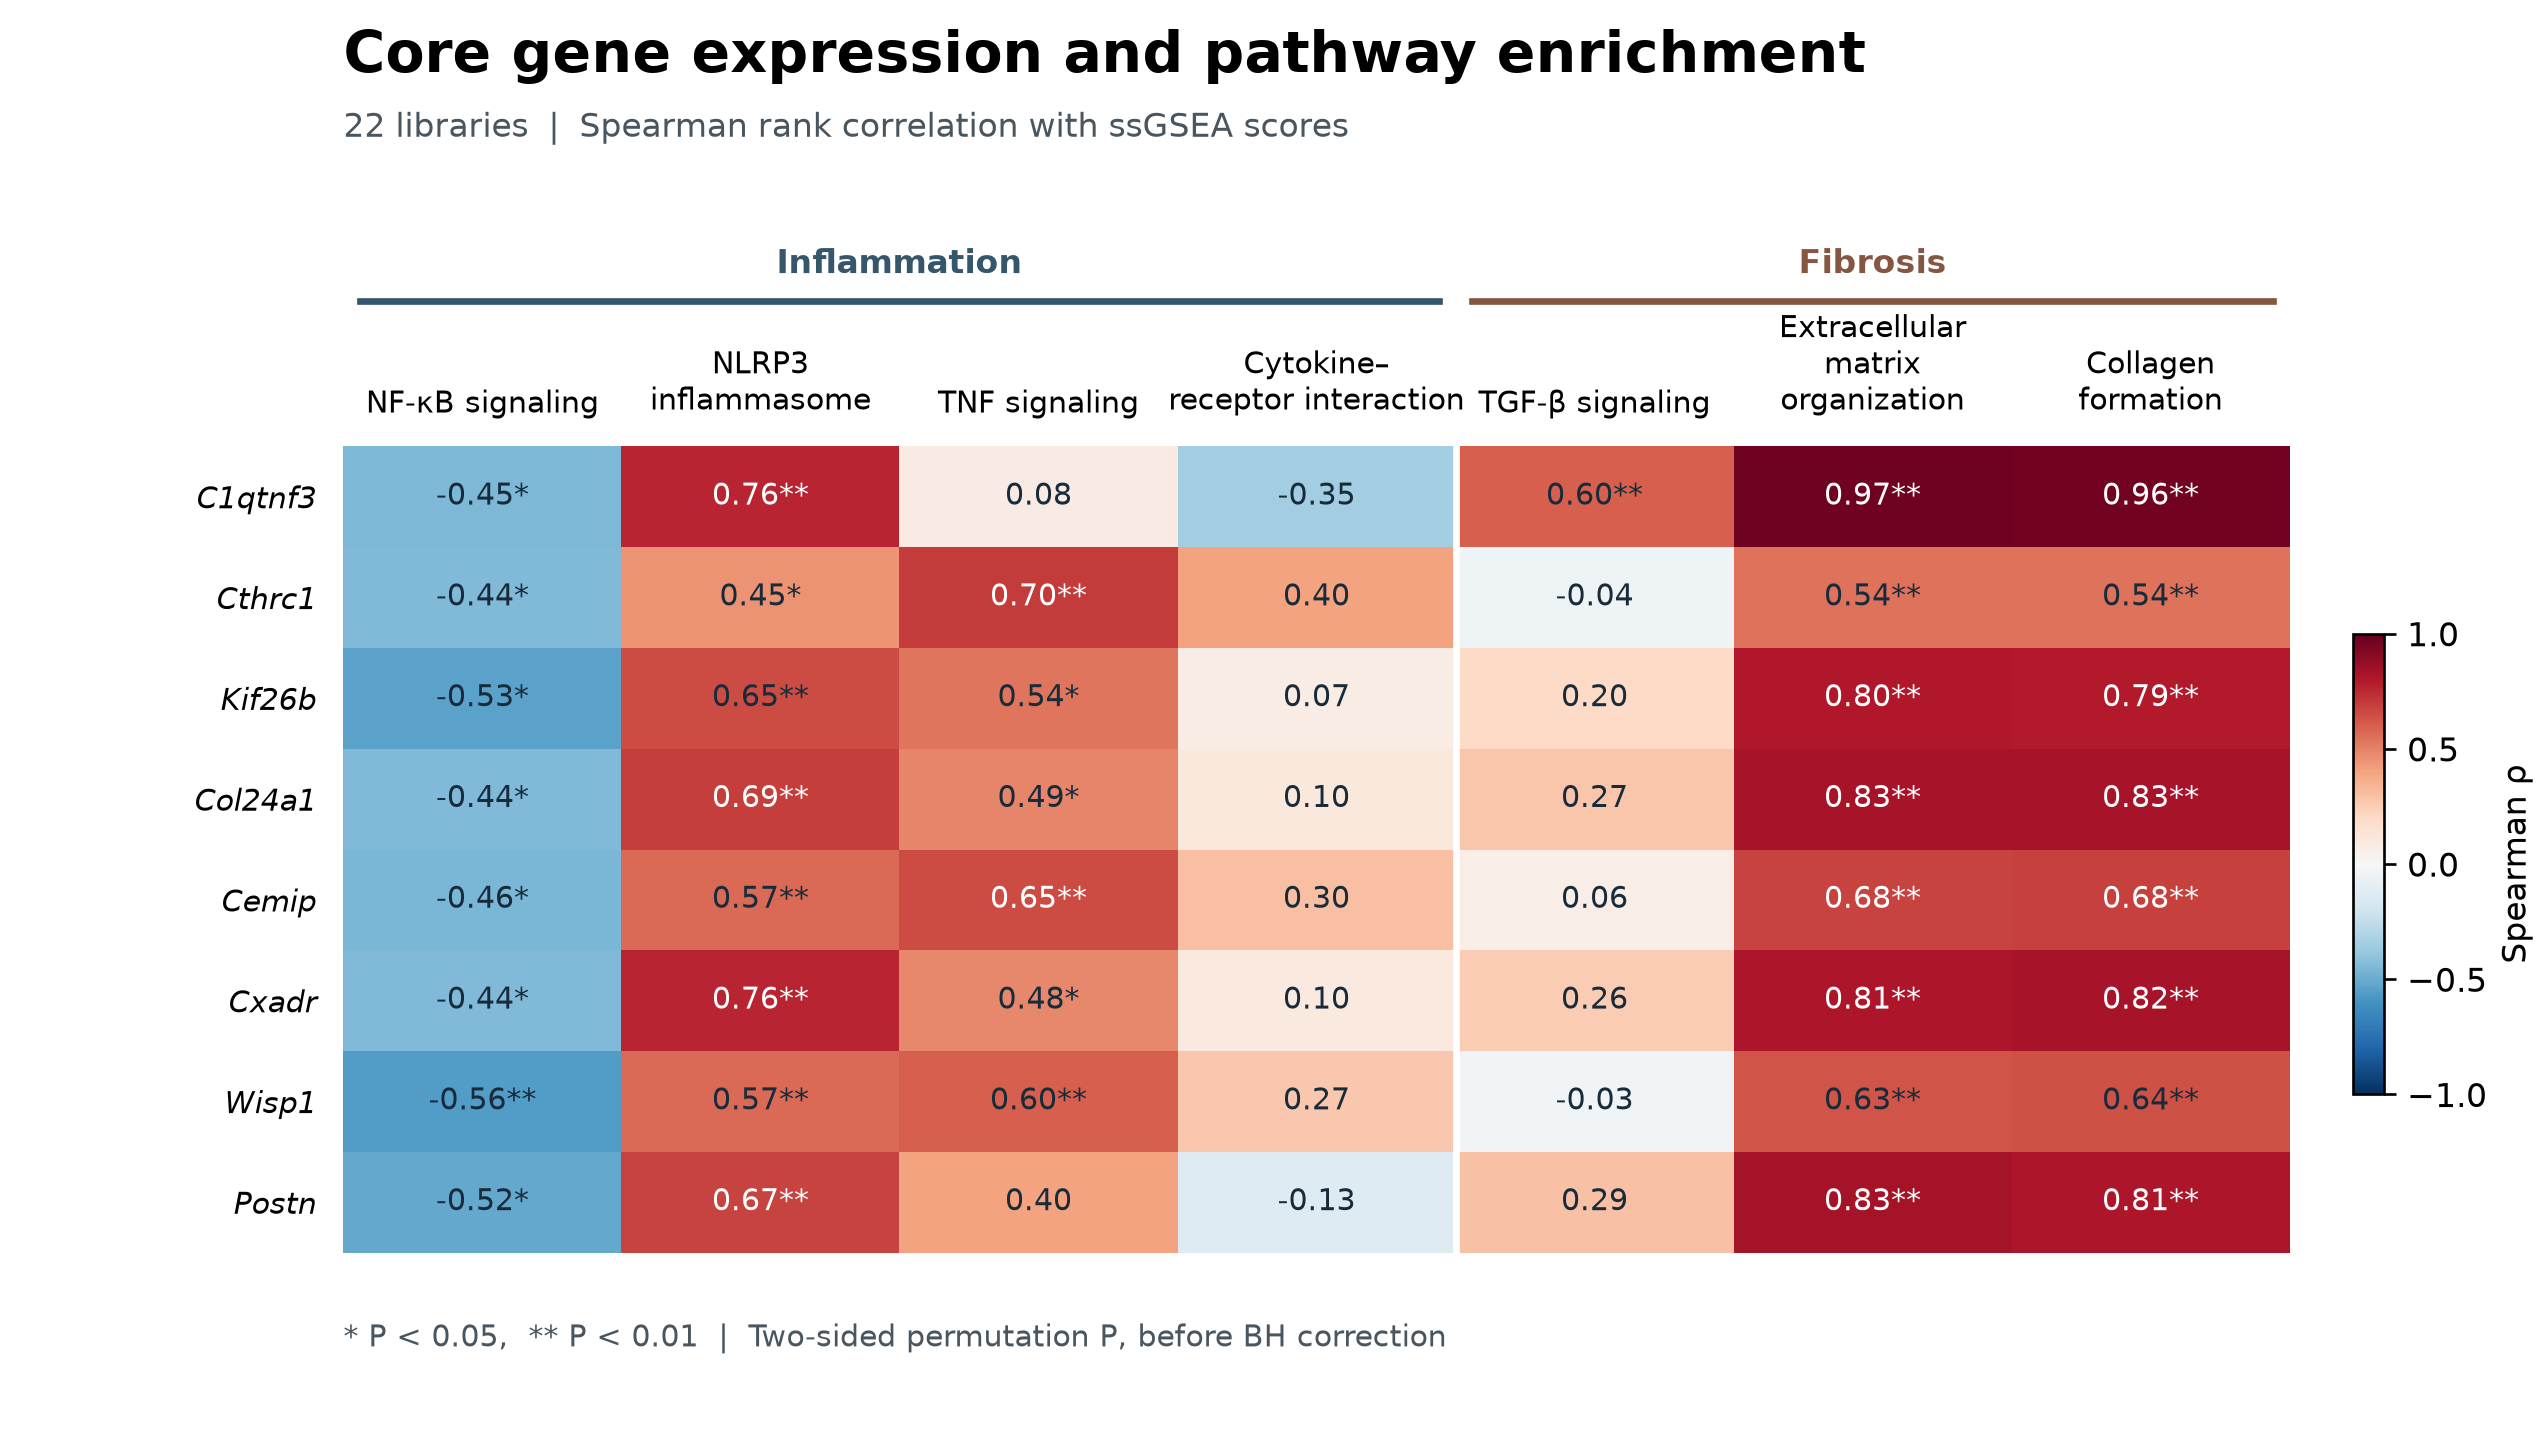 Core gene expression and pathway enrichment
22 libraries | Spearman rank correlation with ssGSEA scores
Inflammation Fibrosis
NF-κB signaling
NLRP3
inflammasome
TNF signaling
Cytokine–
receptor interaction
TGF-β signaling
Extracellular
matrix
organization
Collagen
formation
C1qtnf3 -0.45* 0.76** 0.08 -0.35 0.60** 0.97** 0.96**
Cthrc1 -0.44* 0.45* 0.70** 0.40 -0.04 0.54** 0.54**
Kif26b -0.53* 0.65** 0.54* 0.07 0.20 0.80** 0.79**
Col24a1 -0.44* 0.69** 0.49* 0.10 0.27 0.83** 0.83**
Cemip -0.46* 0.57** 0.65** 0.30 0.06 0.68** 0.68**
Cxadr -0.44* 0.76** 0.48* 0.10 0.26 0.81** 0.82**
Wisp1 -0.56** 0.57** 0.60** 0.27 -0.03 0.63** 0.64**
Postn -0.52* 0.67** 0.40 -0.13 0.29 0.83** 0.81**
1.0
0.5
0.0
−0.5
−1.0
Spearman ρ
* P < 0.05, ** P < 0.01 | Two-sided permutation P, before BH correction